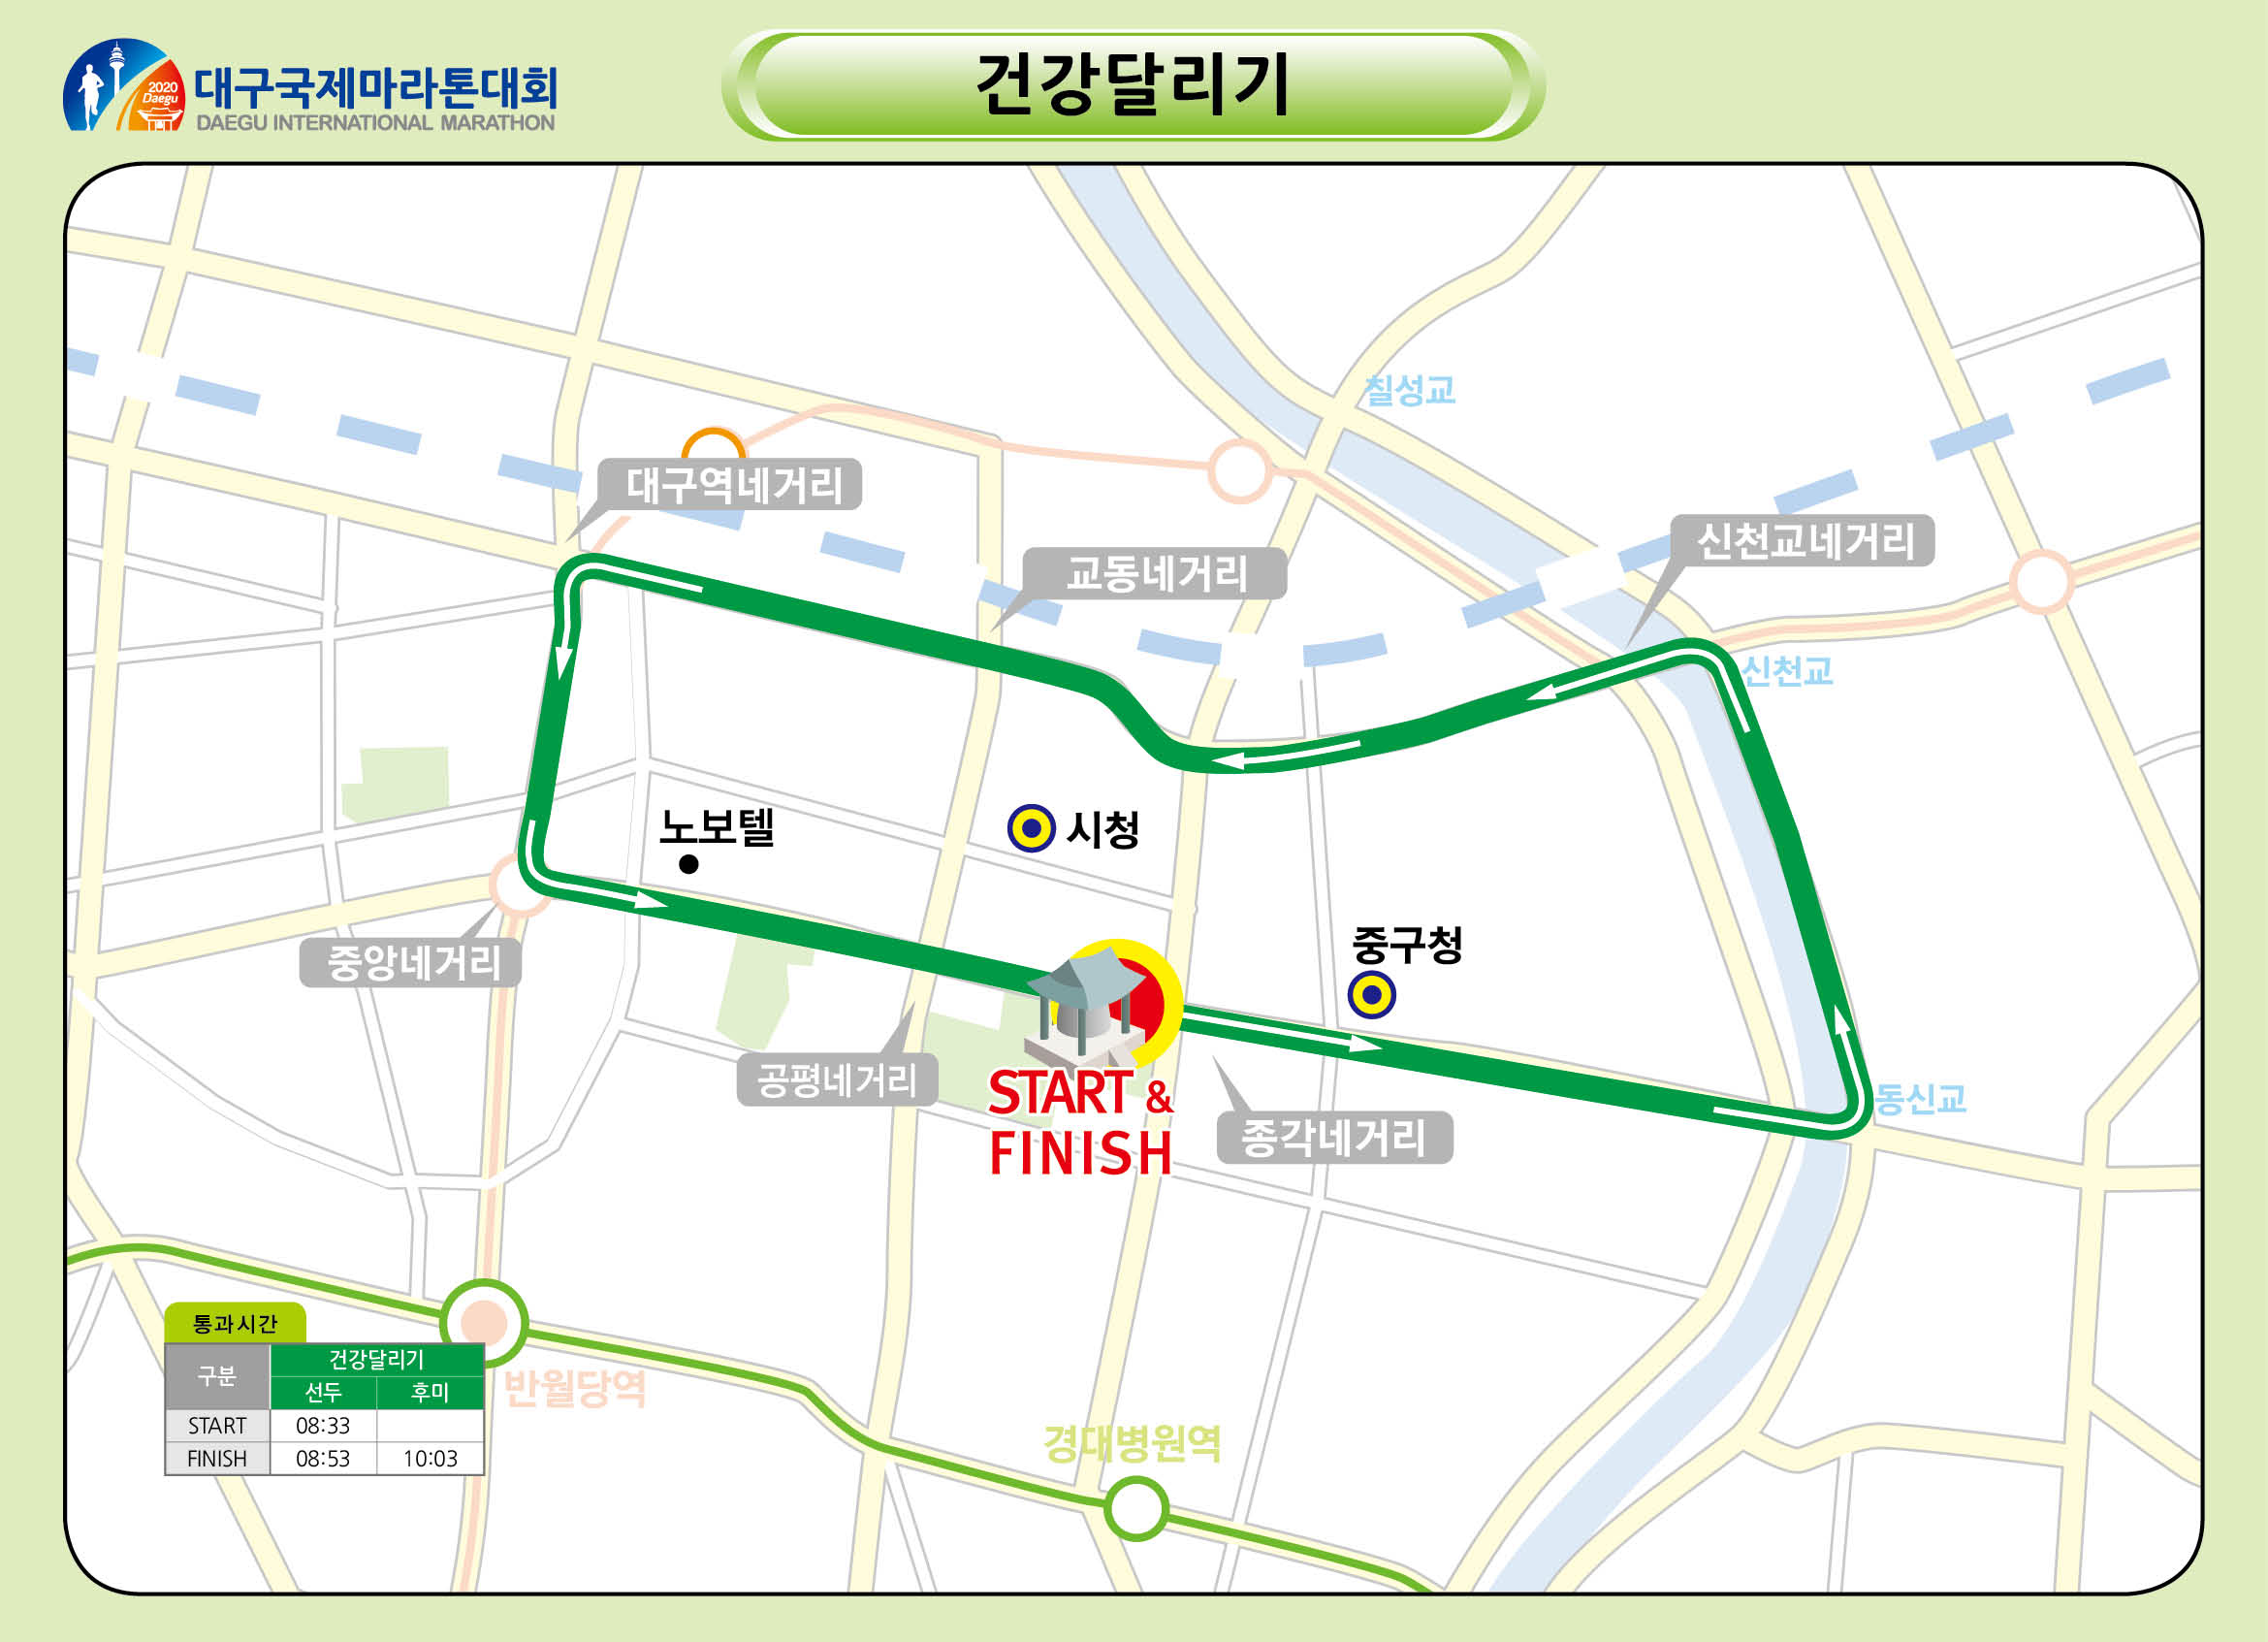 2020
Daegu
대구국제마라톤대회
DAEGU INTERNATIONAL MARATHON
건강달리기
칠성교
대구역네거리
신천교네거리
교동네거리
신천교
노보텔
시청
중구청
중앙네거리
공평네거리
START &
FINISH
동신교
종각네거리
통과시간
구분 건강달리기
선두 후미
START 08:33
FINISH 08:53 10:03
반월당역
경대병원역